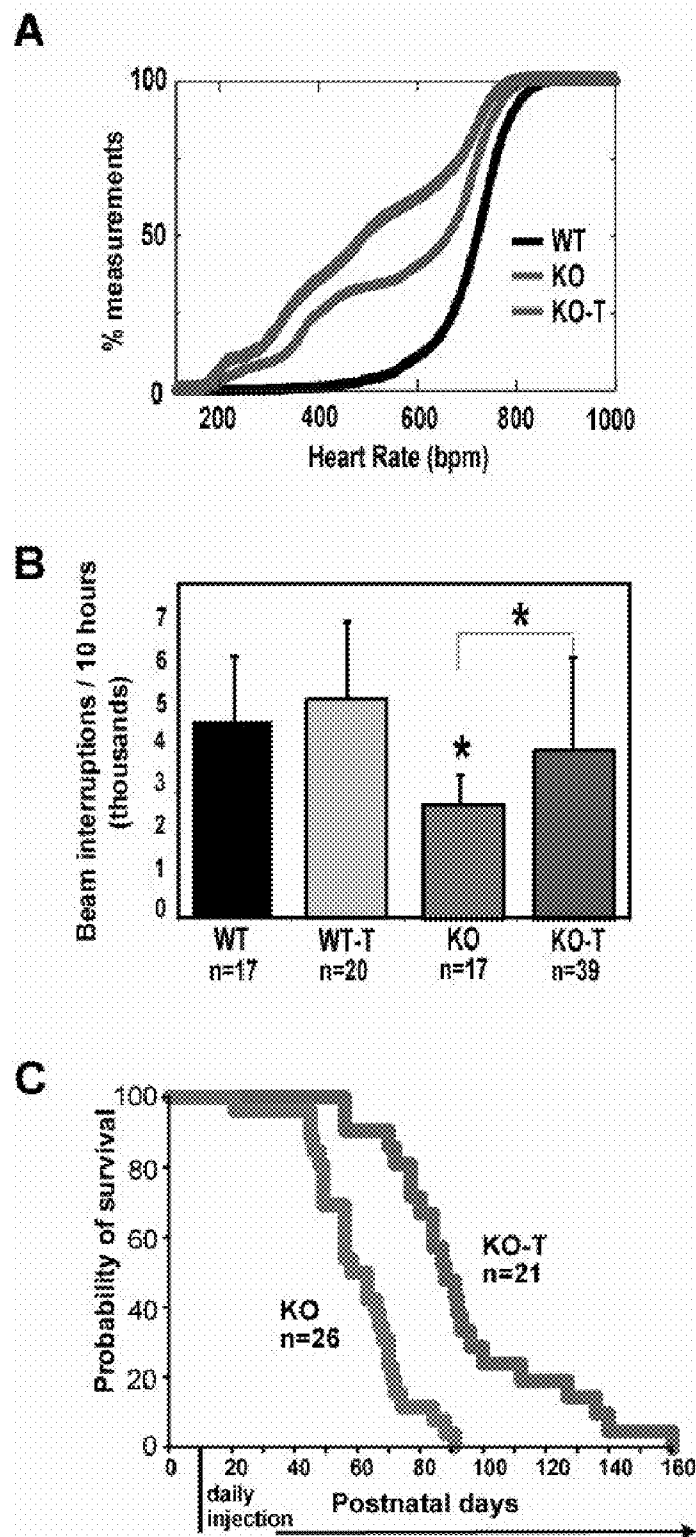 A
% measurements
100
50
0
WT
KO
KO-T
200 400 600 800 1000
Heart Rate (bpm)
B
Beam interruptions / 10 hours
(thousands)
7
6
5
4
3
2
1
0
*
*
WT WT-T KO KO-T
n=17 n=20 n=17 n=39
C
Probability of survival
100
80
60
40
20
0
KO-T
n=21
KO
n=26
0 20 40 60 80 100 120 140 160
daily
injection
Postnatal days